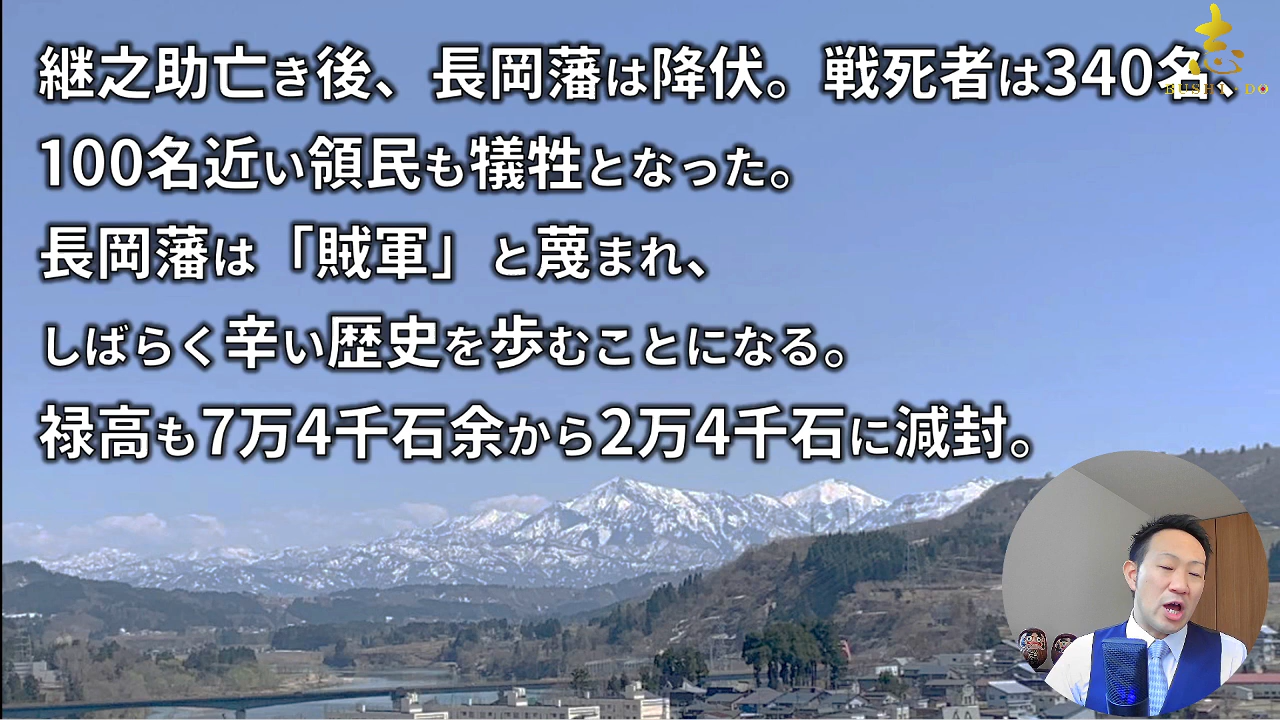 継之助亡き後、長岡藩は降伏。戦死者は340名、
100名近い領民も犠牲となった。
長岡藩は「賊軍」と蔑まれ、
しばらく辛い歴史を歩むことになる。
禄高も7万4千石余から2万4千石に減封。
志
BUSHI-DO